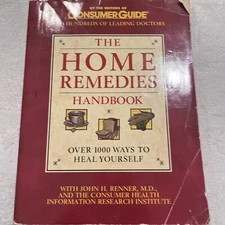 BY THE EDITORS OF
CONSUMER GUIDE®
HUNDREDS OF LEADING DOCTORS
THE
HOME
REMEDIES
HANDBOOK
OVER 1000 WAYS TO
HEAL YOURSELF
WITH JOHN H. RENNER, M.D.,
AND THE CONSUMER HEALTH
INFORMATION RESEARCH INSTITUTE